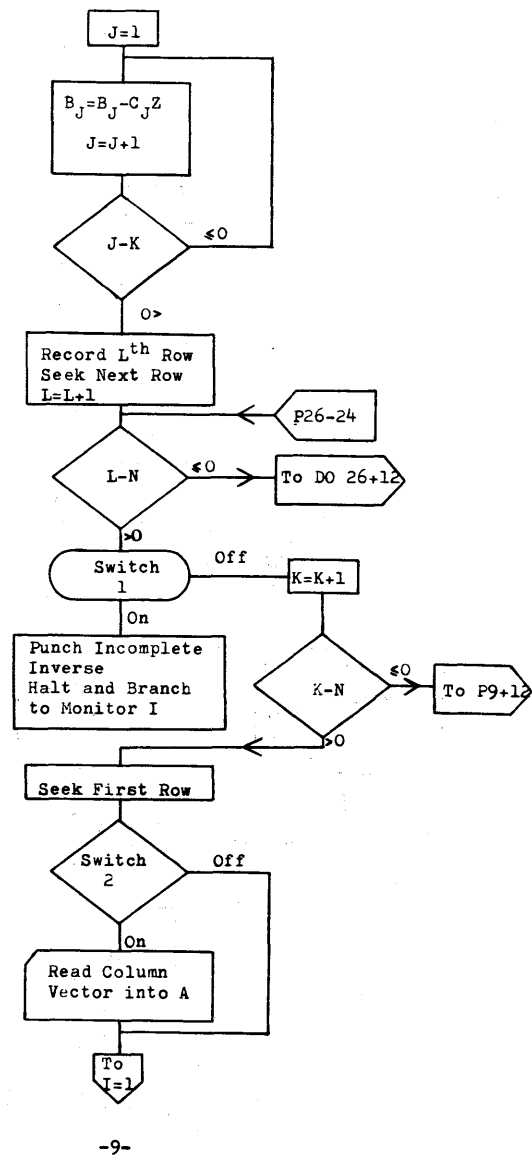 J=1
B_J=B_J-C_JZ
J=J+1
J-K
≤0
0>
Record L^th Row
Seek Next Row
L=L+1
P26-24
L-N
≤0
To DO 26+12
>0
Switch
1
Off
K=K+1
On
Punch Incomplete
Inverse
Halt and Branch
to Monitor I
K-N
≤0
To P9+12
>0
Seek First Row
Switch
2
Off
On
Read Column
Vector into A
To
I=1
-9-